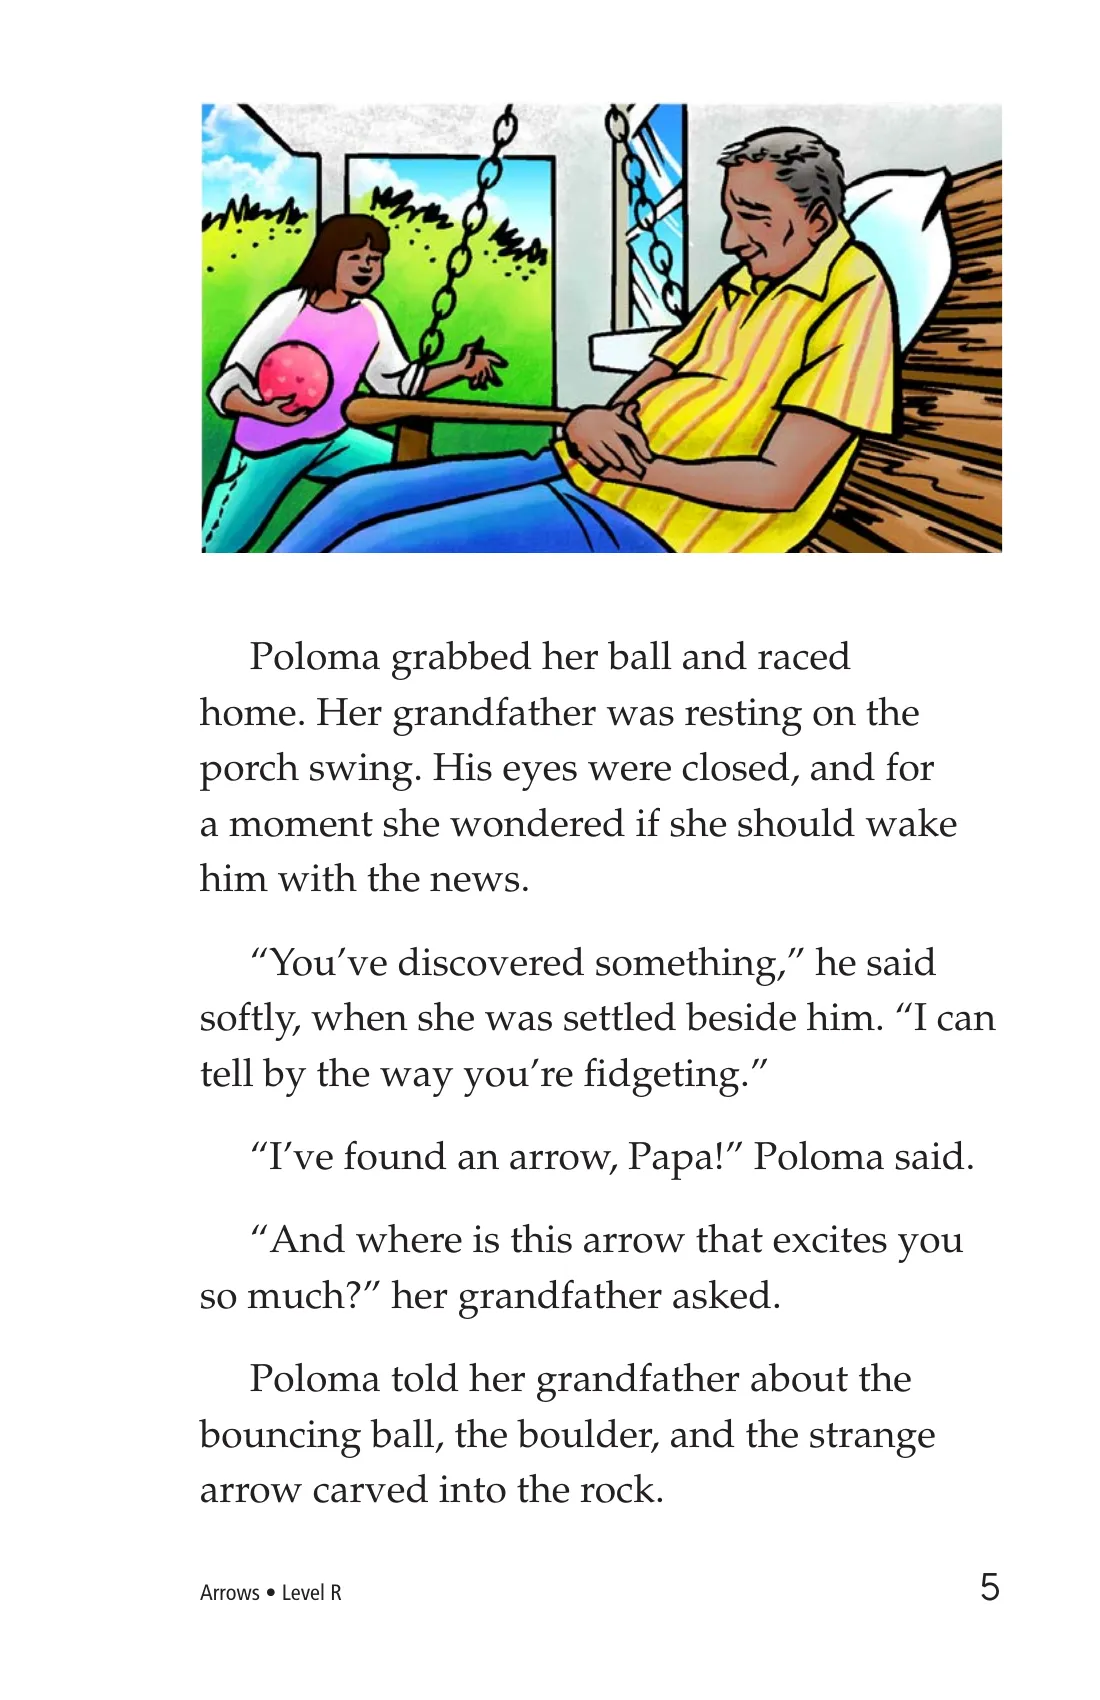 Poloma grabbed her ball and raced
home. Her grandfather was resting on the
porch swing. His eyes were closed, and for
a moment she wondered if she should wake
him with the news.
“You’ve discovered something,” he said
softly, when she was settled beside him. “I can
tell by the way you’re fidgeting.”
“I’ve found an arrow, Papa!” Poloma said.
“And where is this arrow that excites you
so much?” her grandfather asked.
Poloma told her grandfather about the
bouncing ball, the boulder, and the strange
arrow carved into the rock.
Arrows • Level R 5